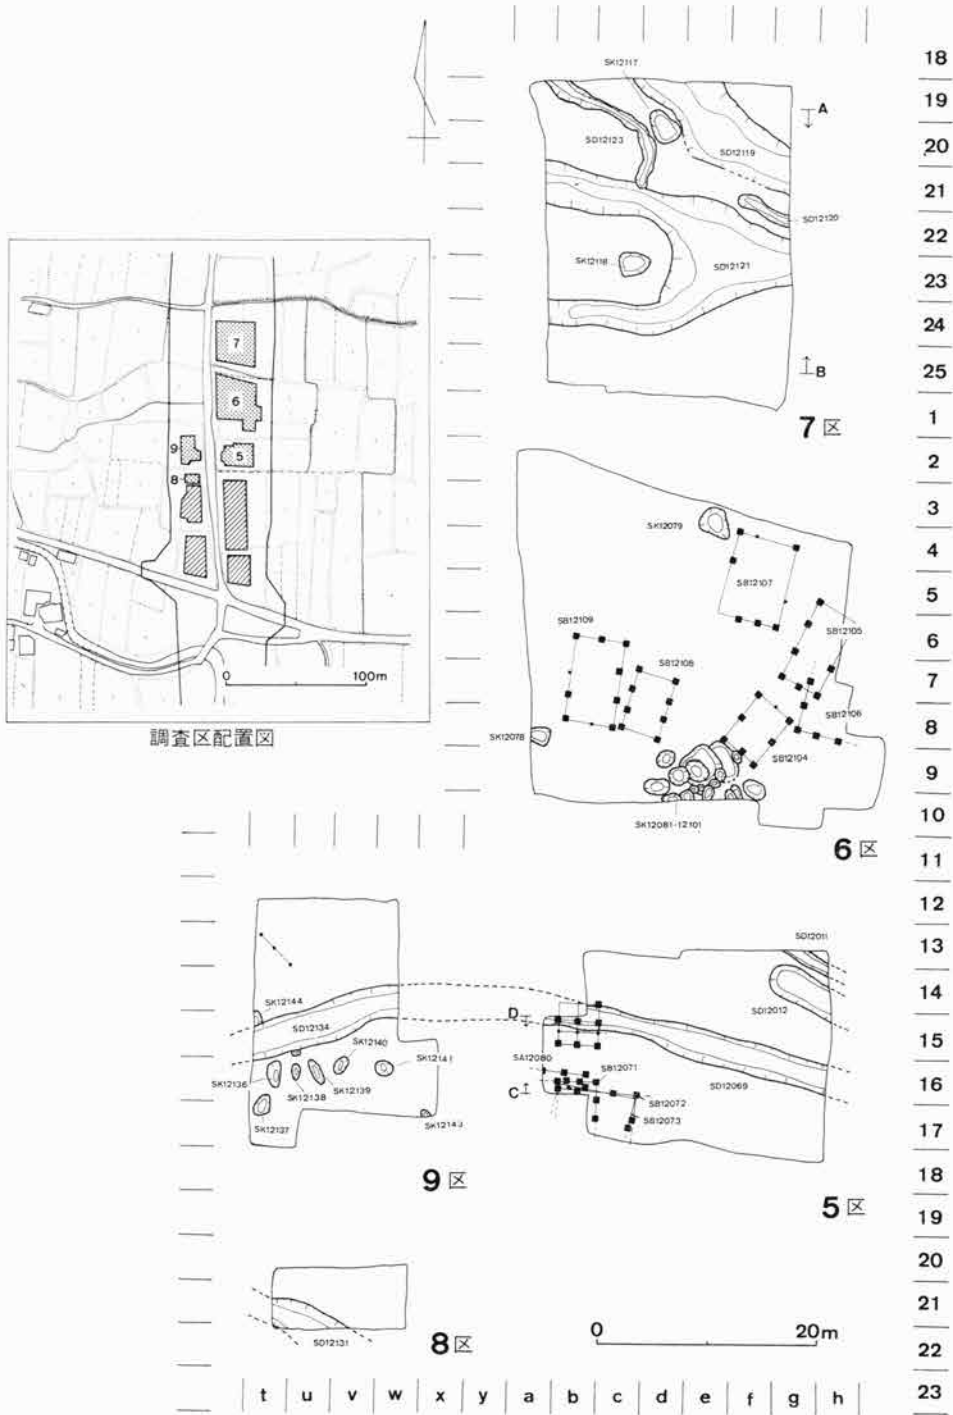 18
SK12117
19
A
SD12123
SD12119
20
21
SD12120
22
SK12118
SD12121
23
24
7
25
B
6
7区
1
9
5
2
8
3
SK12079
4
SB12107
5
SB12109
SB12105
6
SB12108
0
100m
7
SB12106
8
調査区配置図
SK12078
SB12104
9
SK12081-12101
10
6区
11
12
SD12011
13
SK12144
SD12012
14
D
SD12134
15
SK12140
SK12141
SA12080
SB12071
SK12136
SD12069
16
SK12139
C
SK12138
SB12072
SB12073
SK12137
SK12143
17
9区
18
5区
19
20
21
0
20m
SD12131
8区
22
t u v w x y a b c d e f g h
23